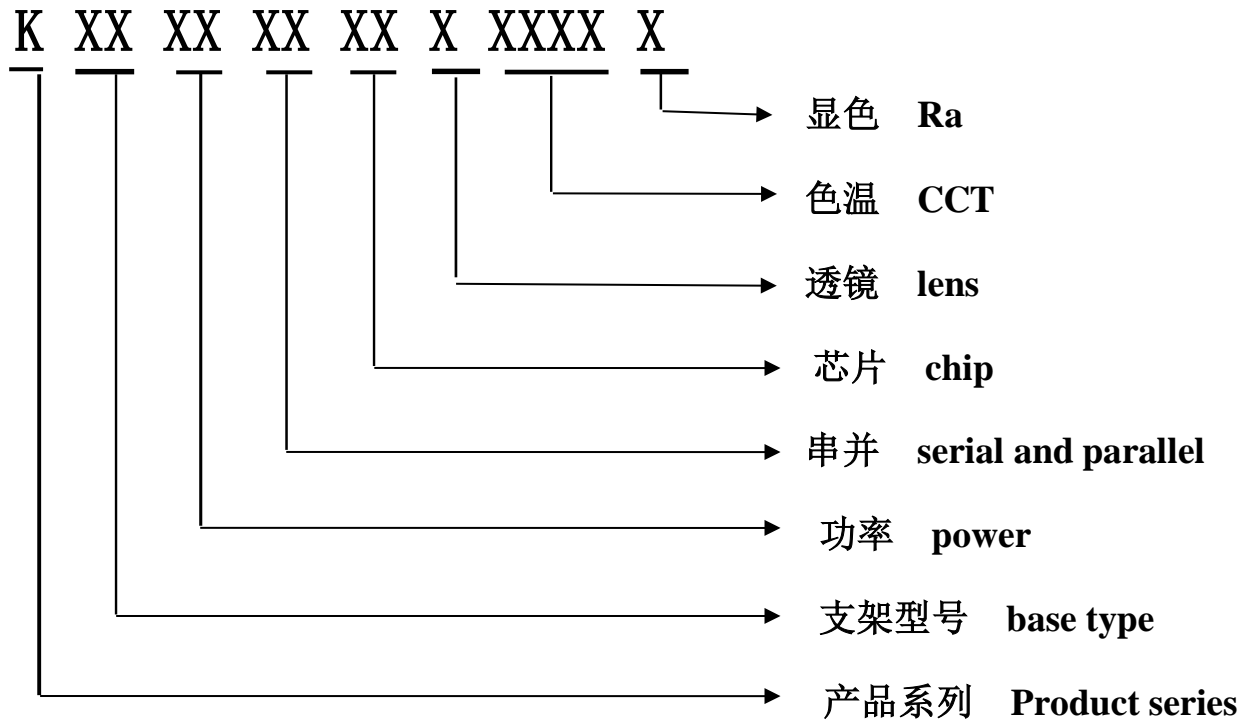 K XX XX XX XX X XXXX X
显色 Ra
色温 CCT
透镜 lens
芯片 chip
串并 serial and parallel
功率 power
支架型号 base type
产品系列 Product series